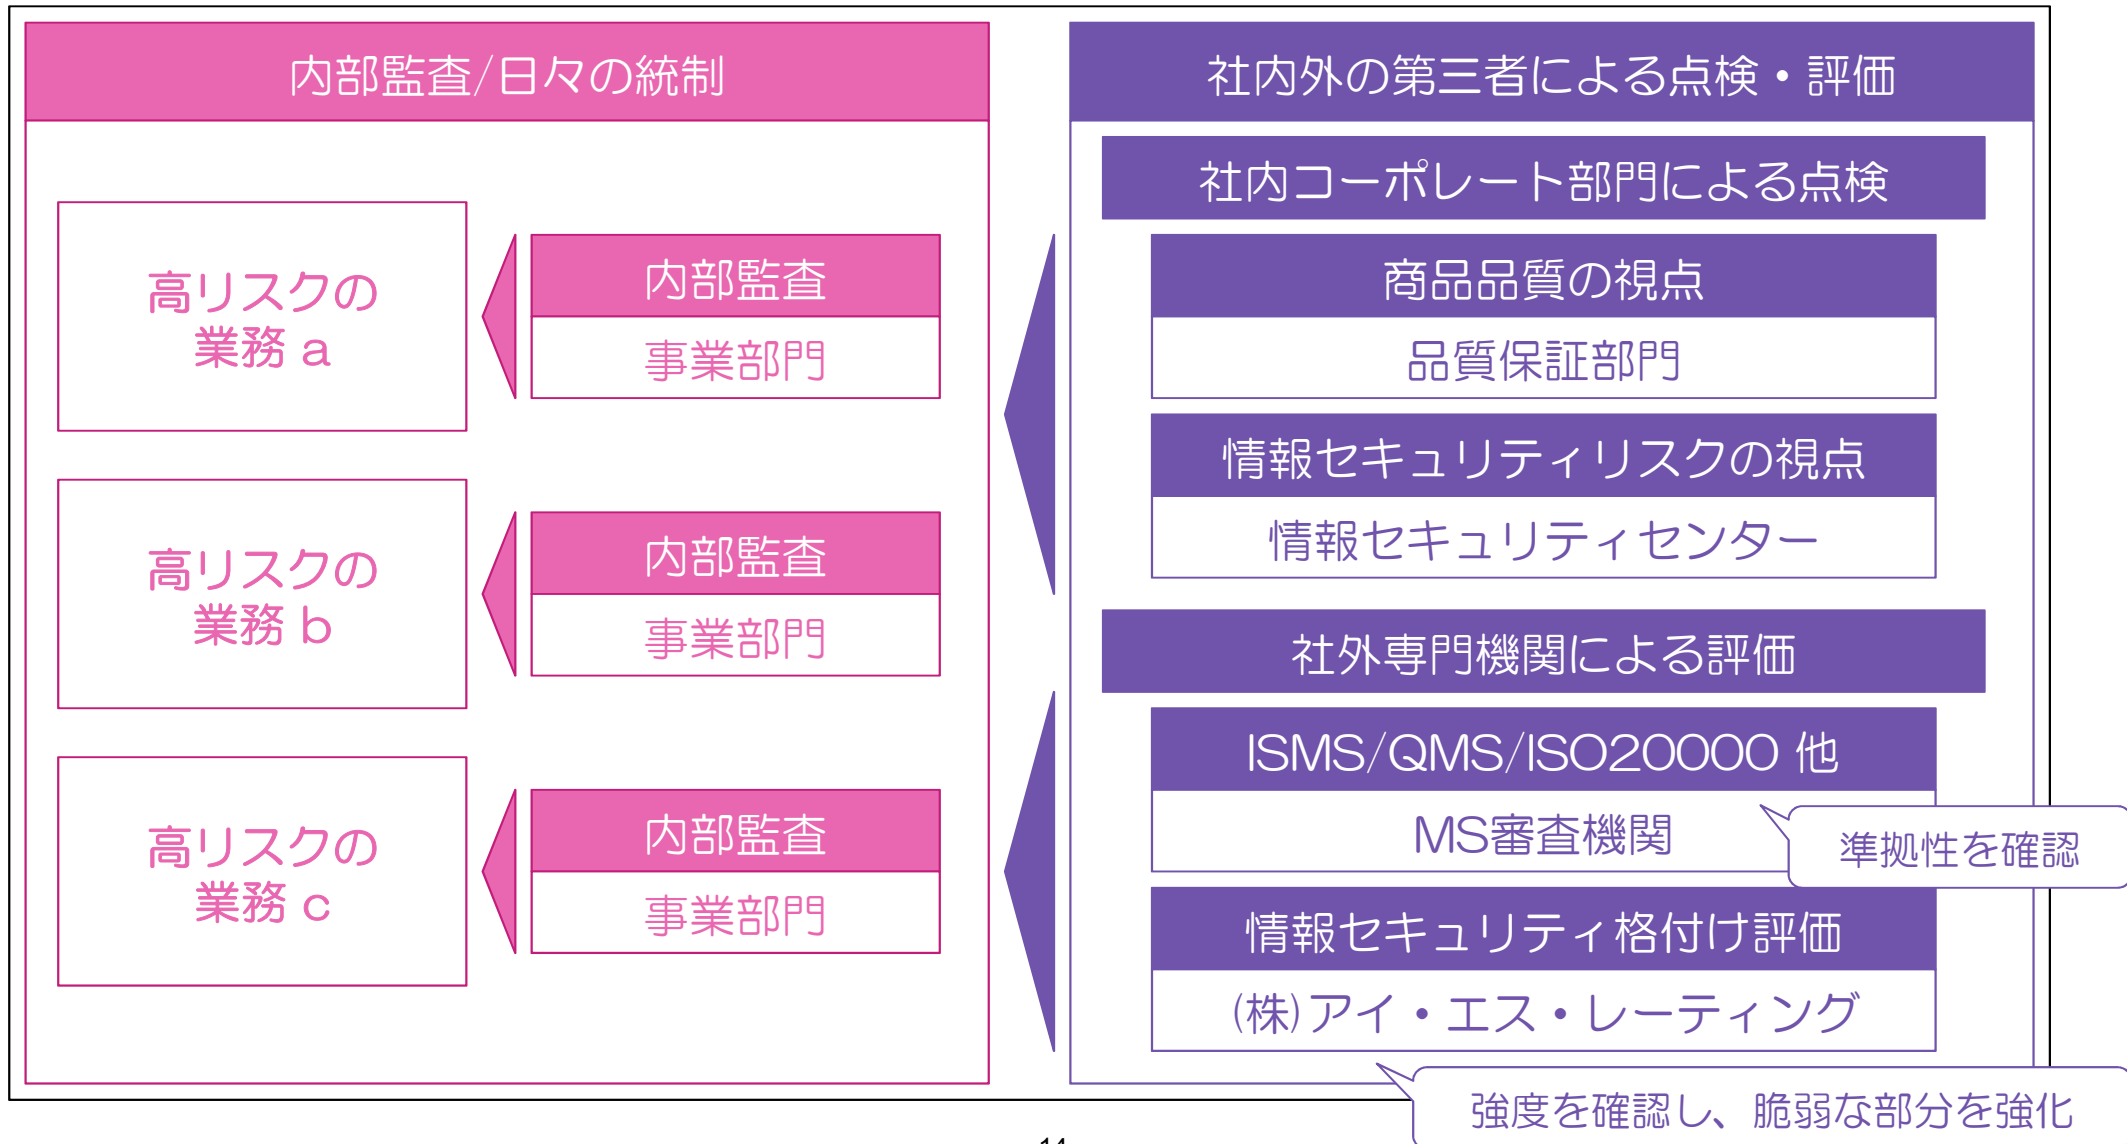 内部監査/日々の統制
高リスクの
業務 a
内部監査
事業部門
高リスクの
業務 b
内部監査
事業部門
高リスクの
業務 c
内部監査
事業部門
社内外の第三者による点検・評価
社内コーポレート部門による点検
商品品質の視点
品質保証部門
情報セキュリティリスクの視点
情報セキュリティセンター
社外専門機関による評価
ISMS/QMS/ISO20000 他
MS審査機関
準拠性を確認
情報セキュリティ格付け評価
(株)アイ・エス・レーティング
強度を確認し、脆弱な部分を強化